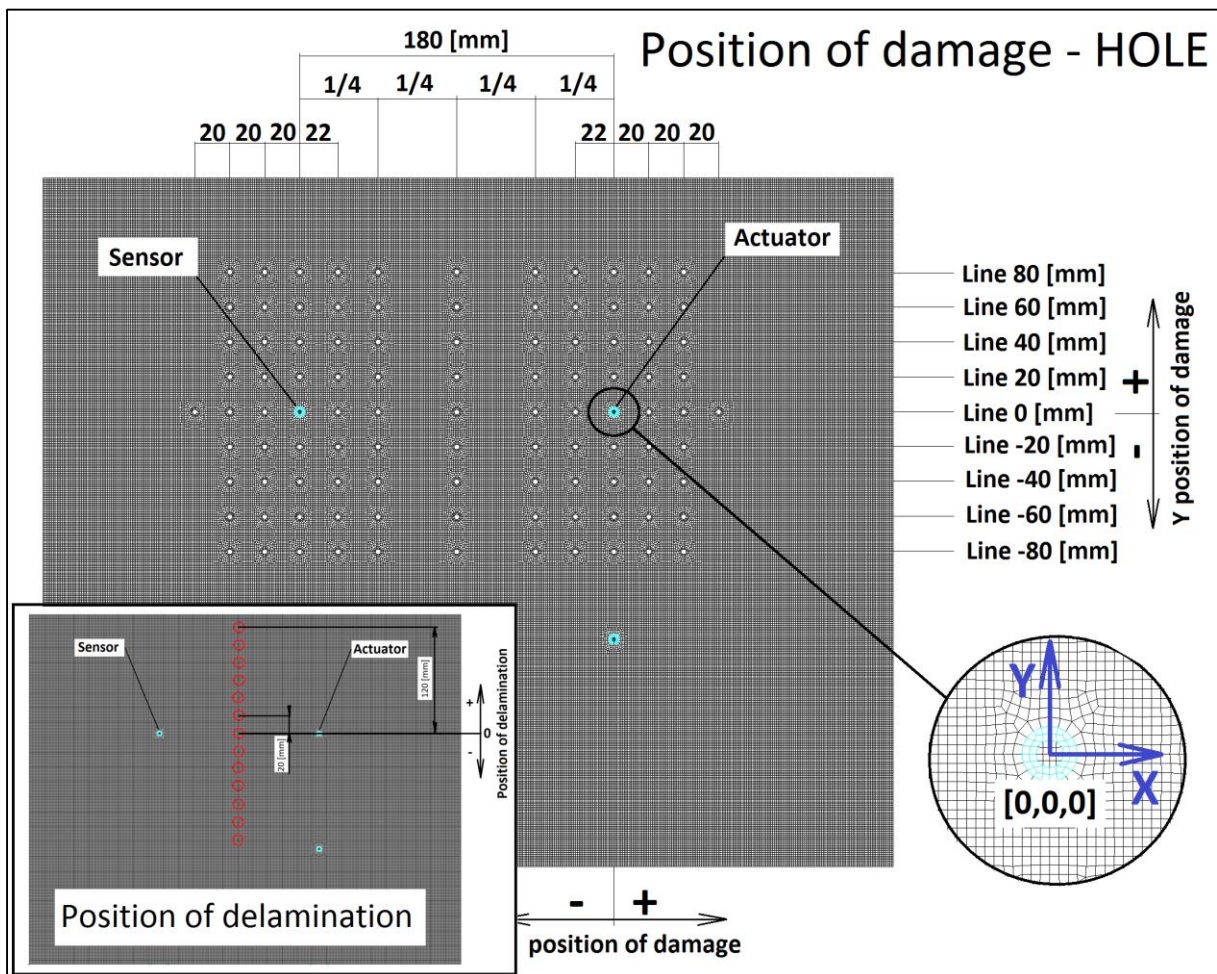 Position of damage - HOLE
180 [mm]
1/4 1/4 1/4 1/4
20 20 20 22
22 20 20 20
Sensor
Actuator
Line 80 [mm]
Line 60 [mm]
Line 40 [mm]
Line 20 [mm]
Line 0 [mm]
Line -20 [mm]
Line -40 [mm]
Line -60 [mm]
Line -80 [mm]
+
-
Y position of damage
Sensor
Actuator
120 [mm]
20 [mm]
+
0
-
Position of delamination
Position of delamination
- +
position of damage
Y
X
[0,0,0]